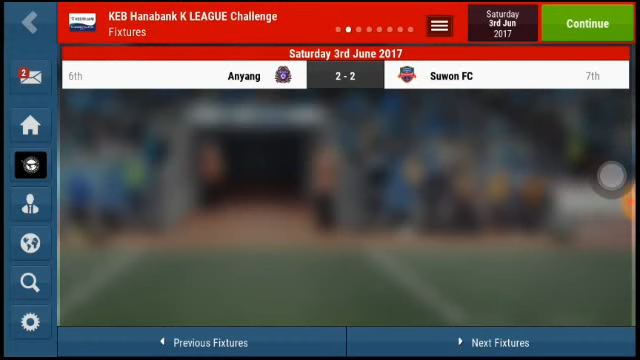 KEB Hanabank K LEAGUE Challenge
Fixtures
Saturday
3rd Jun
2017
Continue
Saturday 3rd June 2017
6th Anyang 2 - 2 Suwon FC 7th
2
Previous Fixtures
Next Fixtures